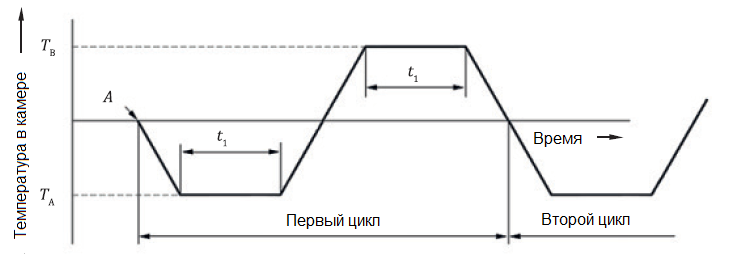 Температура в камере
T_B
t_1
A
t_1
Время
T_A
Первый цикл
Второй цикл